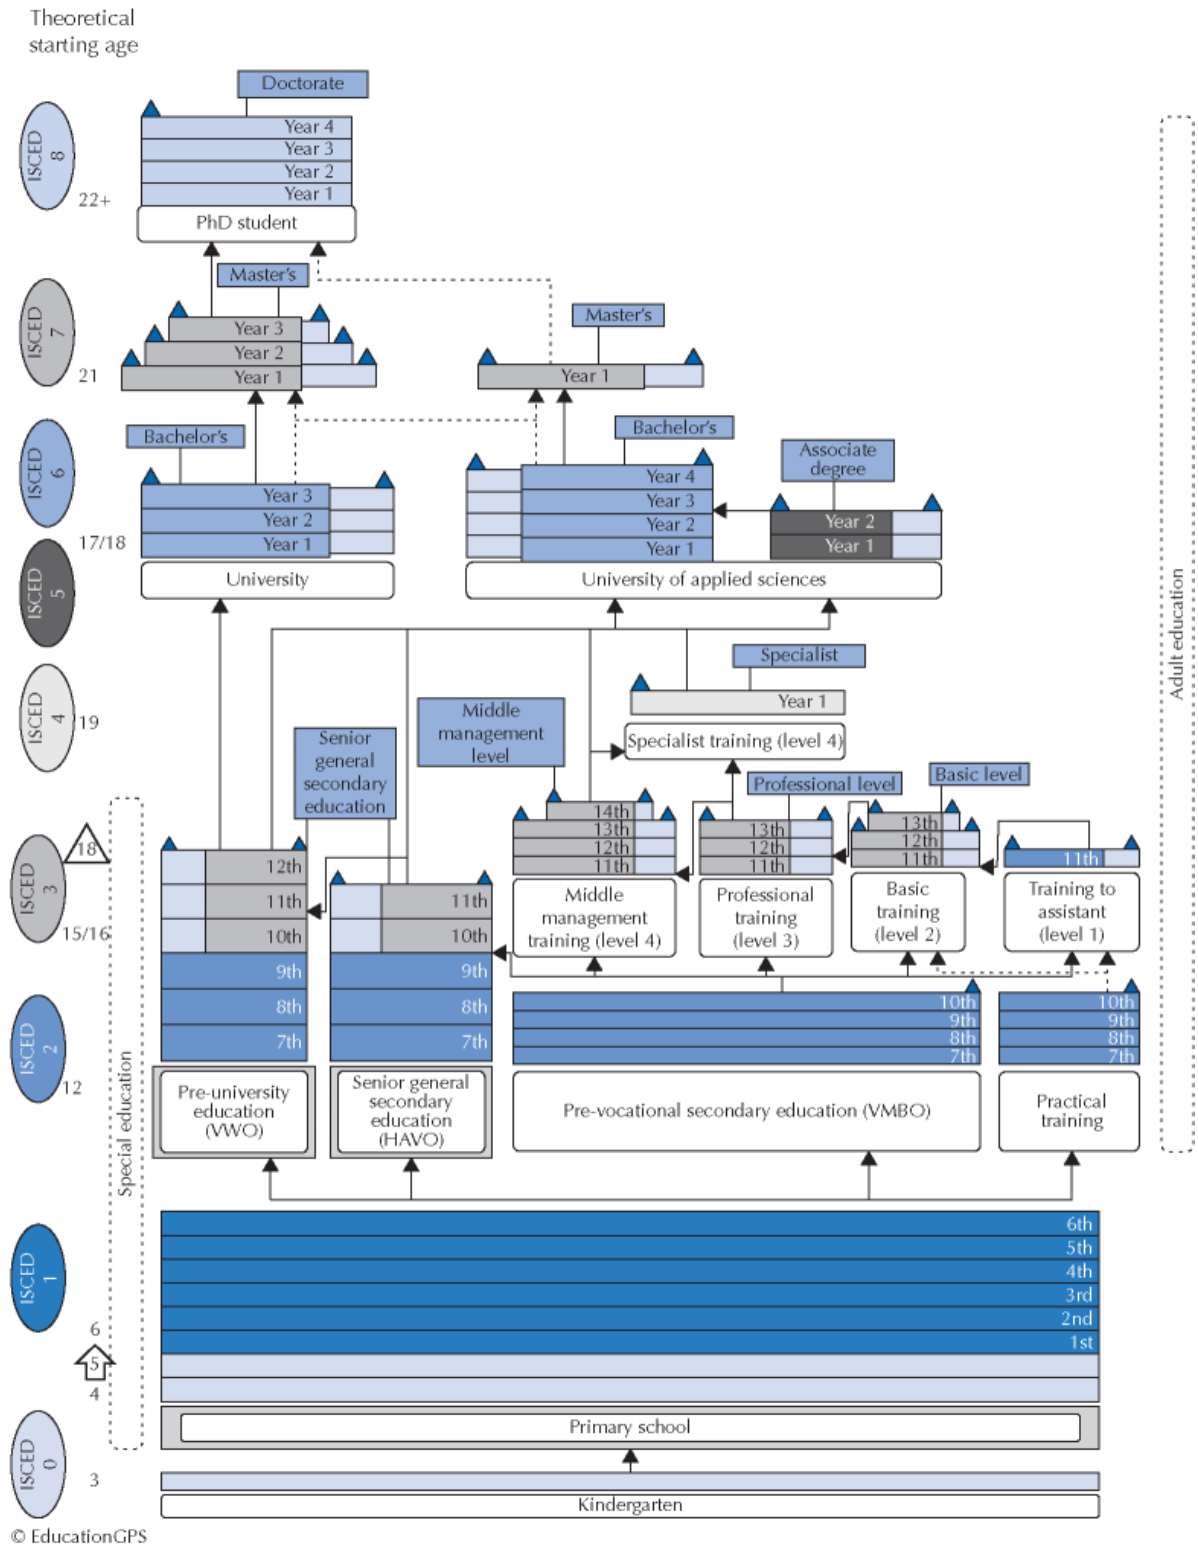 Theoretical
starting age
Doctorate
ISCED
8
Year 4
Year 3
Year 2
Year 1
22+
PhD student
Master's
ISCED
7
Year 3
Year 2
Year 1
21
Master's
Year 1
Bachelor's
ISCED
6
Year 3
Year 2
Year 1
17/18
University
Bachelor's
Year 4
Year 3
Year 2
Year 1
Associate
degree
Year 2
Year 1
University of applied sciences
ISCED
5
ISCED
4
19
Specialist
Year 1
Specialist training (level 4)
Middle
management
level
Senior
general
secondary
education
Professional level
Basic level
ISCED
3
18
15/16
12th
11th
10th
9th
8th
7th
11th
10th
9th
8th
7th
14th
13th
12th
11th
Middle
management
training (level 4)
13th
12th
11th
Professional
training
(level 3)
13th
12th
11th
Basic
training
(level 2)
11th
Training to
assistant
(level 1)
ISCED
2
12
10th
9th
8th
7th
10th
9th
8th
7th
Pre-university
education
(VWO)
Senior general
secondary
education
(HAVO)
Pre-vocational secondary education (VMBO)
Practical
training
Special education
Adult education
ISCED
1
6th
5th
4th
3rd
2nd
1st
6
5
4
Primary school
ISCED
0
3
Kindergarten
© EducationGPS